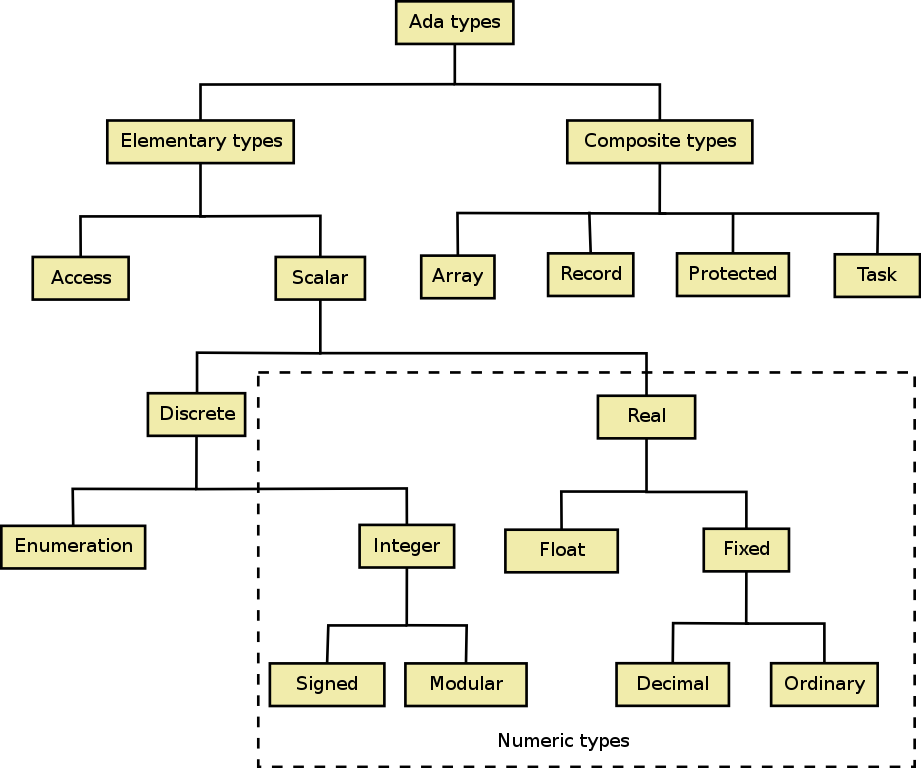 Ada types
Elementary types
Composite types
Access
Scalar
Array
Record
Protected
Task
Discrete
Real
Enumeration
Integer
Float
Fixed
Signed
Modular
Decimal
Ordinary
Numeric types